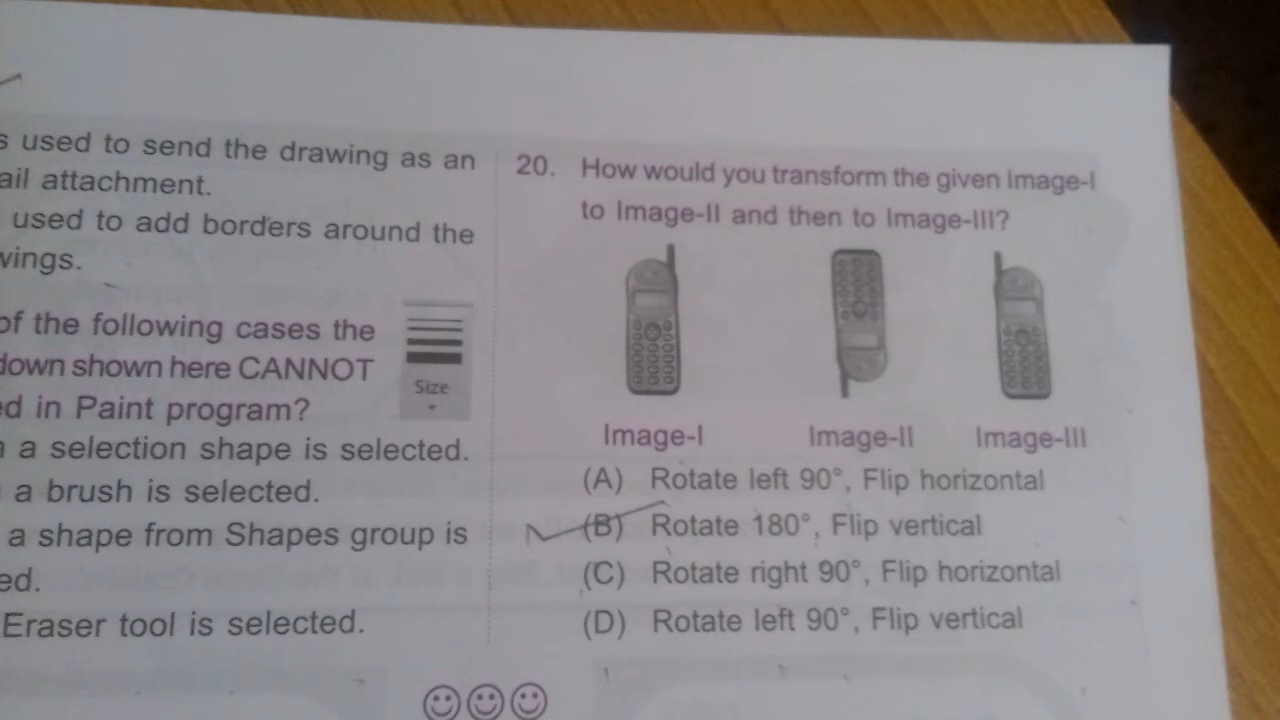 used to send the drawing as an
attachment.
used to add borders around the
of the following cases the
shown here CANNOT
in Paint program?
a selection shape is selected.
a brush is selected.
a shape from Shapes group is
Eraser tool is selected.
Size
20. How would you transform the given Image-I
to Image-II and then to Image-III?
Image-I Image-II Image-III
(A) Rotate left 90°, Flip horizontal
(B) Rotate 180°, Flip vertical
(C) Rotate right 90°, Flip horizontal
(D) Rotate left 90°, Flip vertical